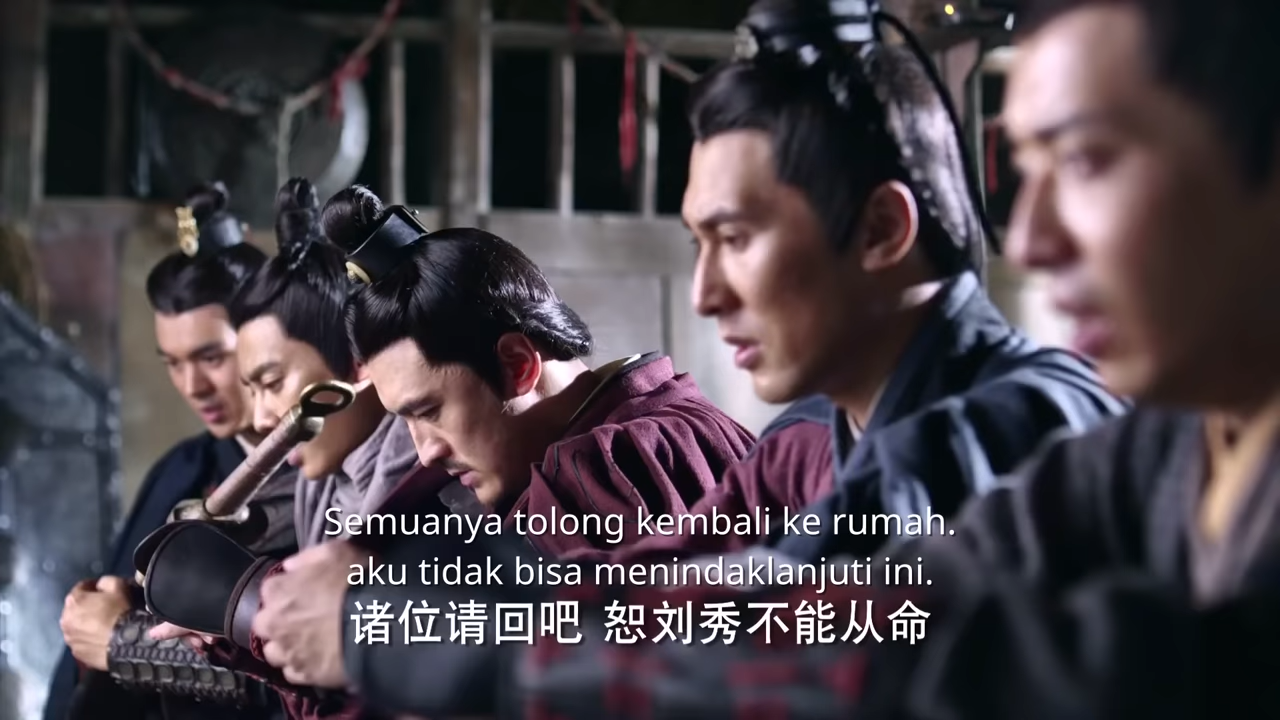 Semuanya tolong kembali ke rumah.
aku tidak bisa menindaklanjuti ini.
诸位请回吧 恕刘秀不能从命